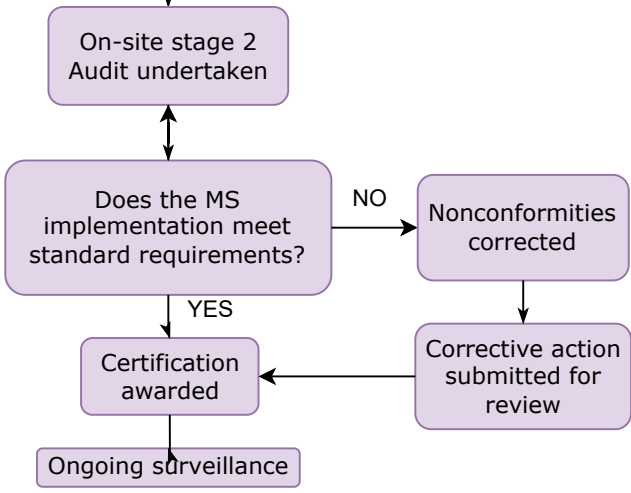 On-site stage 2
Audit undertaken
Does the MS
implementation meet
standard requirements?
NO
Nonconformities
corrected
YES
Certification
awarded
Corrective action
submitted for
review
Ongoing surveillance